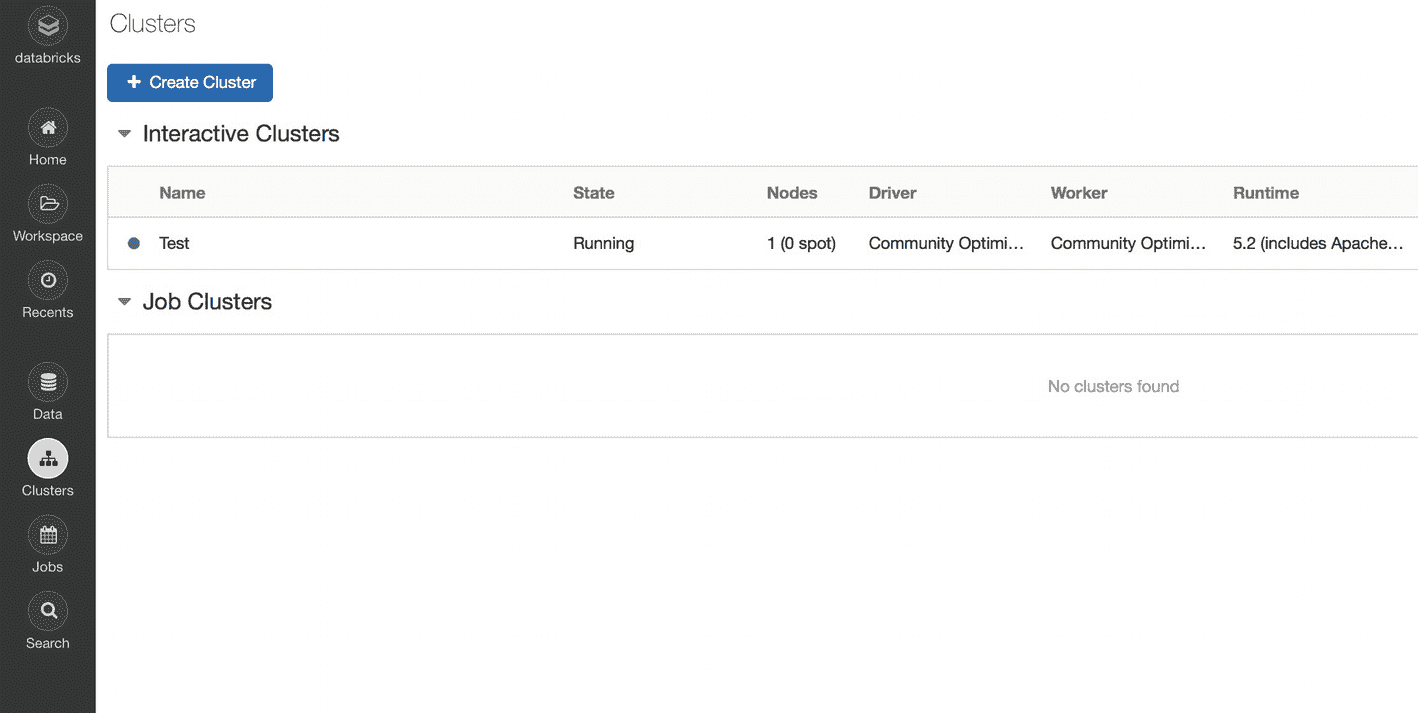 databricks
Home
Workspace
Recents
Data
Clusters
Jobs
Search
Clusters
+ Create Cluster
Interactive Clusters
Name State Nodes Driver Worker Runtime
Test Running 1 (0 spot) Community Optimi... Community Optimi... 5.2 (includes Apache...
Job Clusters
No clusters found